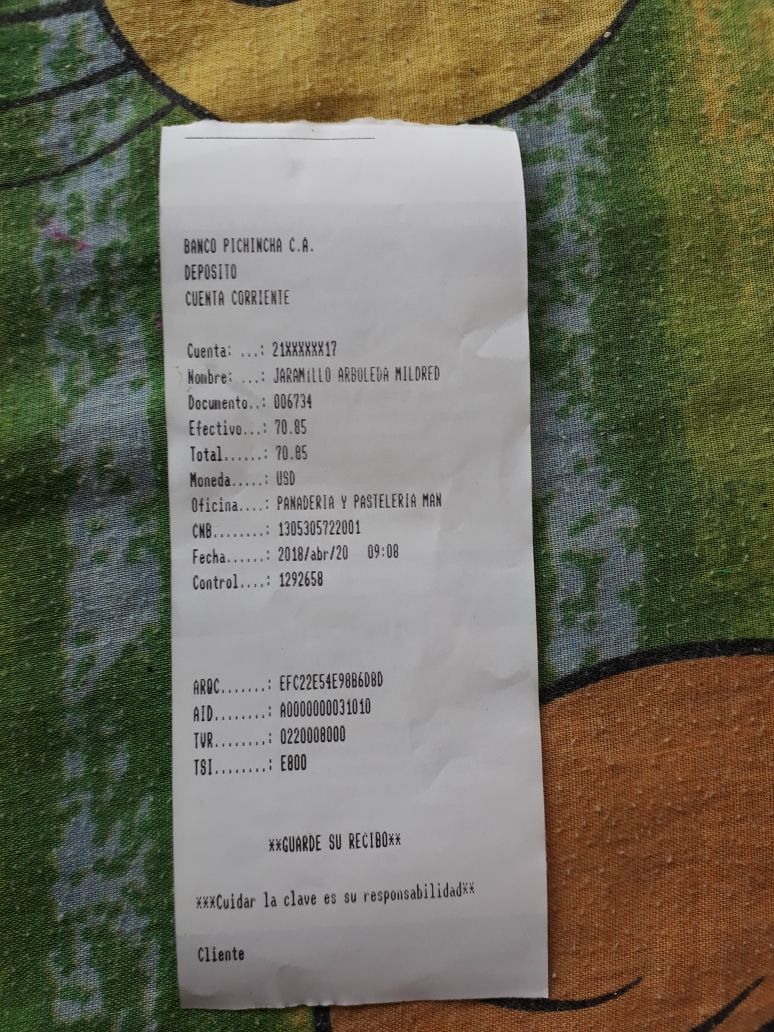 BANCO PICHINCHA C.A.
DEPOSITO
CUENTA CORRIENTE
Cuenta: ...: 21XXXXXX17
Nombre: ...: JARAMILLO ARBOLEDA MILDRED
Documento..: 006734
Efectivo...: 70.85
Total......: 70.85
Moneda.....: USD
Oficina....: PANADERIA Y PASTELERIA MAN
CNB........: 1305305722001
Fecha......: 2018/abr/20 09:08
Control....: 1292658
ARQC.......: EFC22E54E98B6D8D
AID........: A0000000031010
TVR........: 0220008000
TSI........: E800
**GUARDE SU RECIBO**
***Cuidar la clave es su responsabilidad**
Cliente